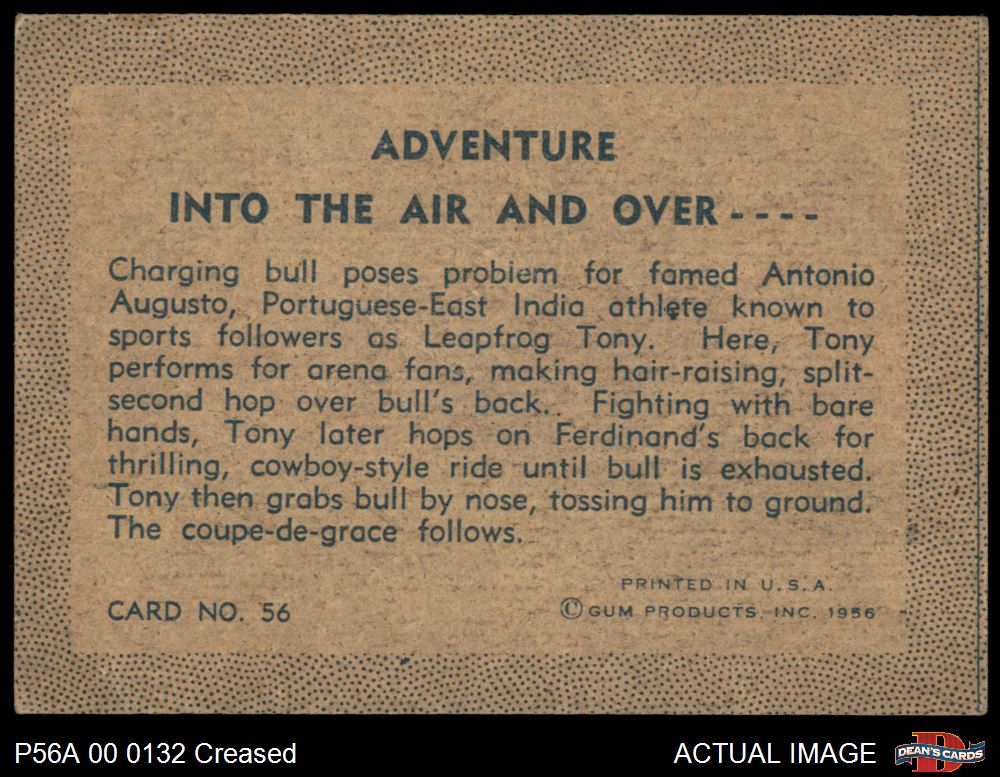 ADVENTURE
INTO THE AIR AND OVER - - - -
Charging bull poses problem for famed Antonio
Augusto, Portuguese-East India athlete known to
sports followers as Leapfrog Tony. Here, Tony
performs for arena fans, making hair-raising, split-
second hop over bull's back. Fighting with bare
hands, Tony later hops on Ferdinand's back for
thrilling, cowboy-style ride until bull is exhausted.
Tony then grabs bull by nose, tossing him to ground.
The coupe-de-grace follows.
PRINTED IN U.S.A.
CARD NO. 56
© GUM PRODUCTS, INC. 1956
P56A 00 0132 Creased
ACTUAL IMAGE
DEAN'S CARDS